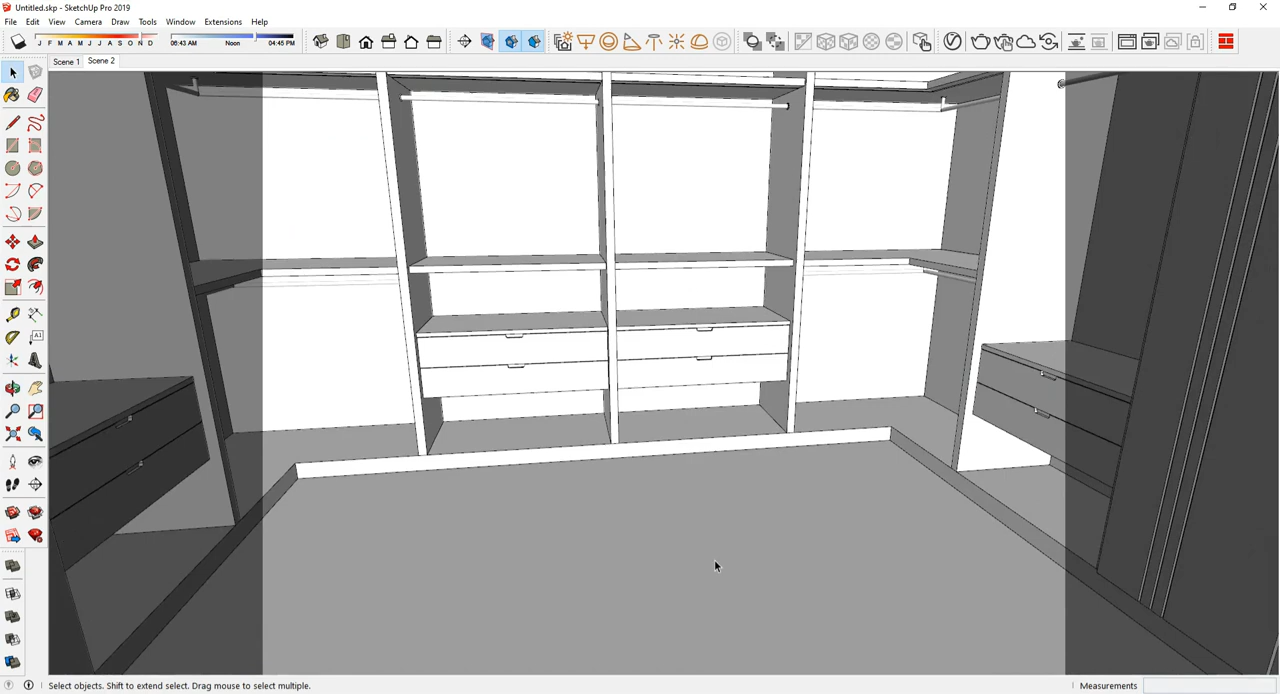 Untitled.skp - SketchUp Pro 2019
File Edit View Camera Draw Tools Window Extensions Help
J F M A M J J A S O N D 06:43 AM Noon 04:45 PM
Scene 1 Scene 2
AI
Select objects. Shift to extend select. Drag mouse to select multiple. Measurements